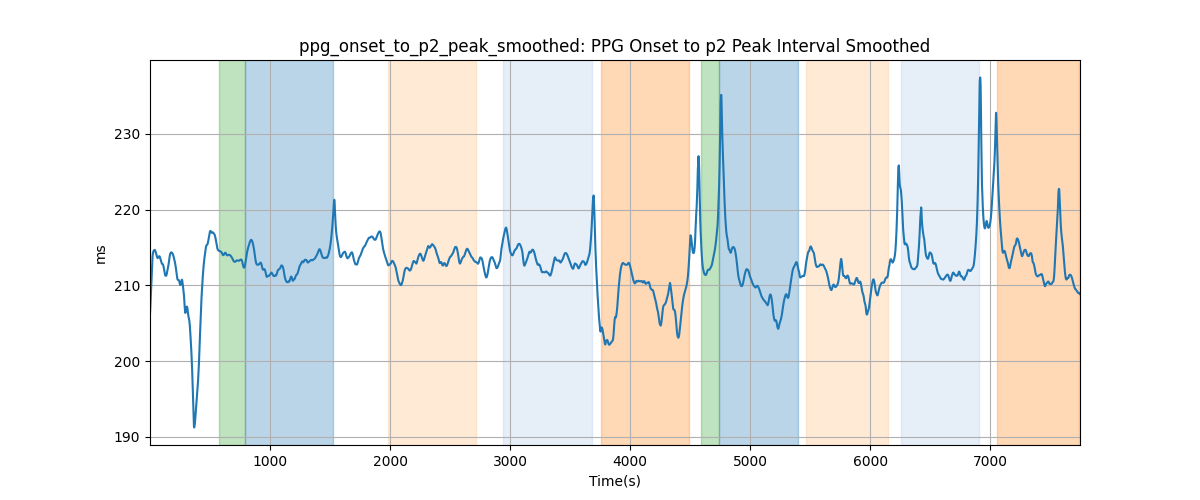 ppg_onset_to_p2_peak_smoothed: PPG Onset to p2 Peak Interval Smoothed
230
220
210
200
190
ms
1000 2000 3000 4000 5000 6000 7000
Time(s)